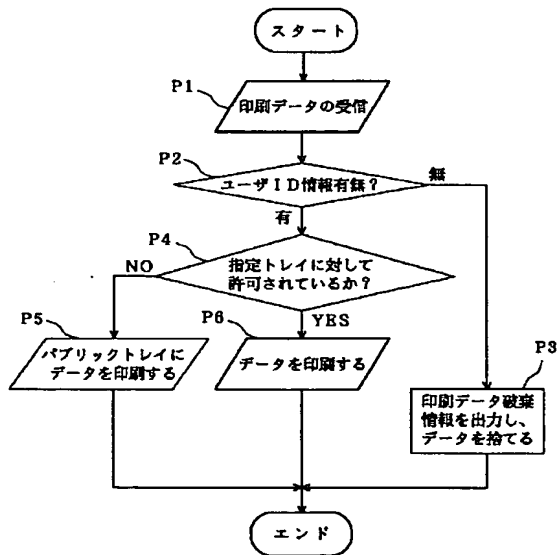 スタート
P1
印刷データの受信
P2
ユーザID情報有無?
無
有
P4
指定トレイに対して
許可されているか?
NO
YES
P5
パブリックトレイに
データを印刷する
P6
データを印刷する
P3
印刷データ破棄
情報を出力し、
データを捨てる
エンド